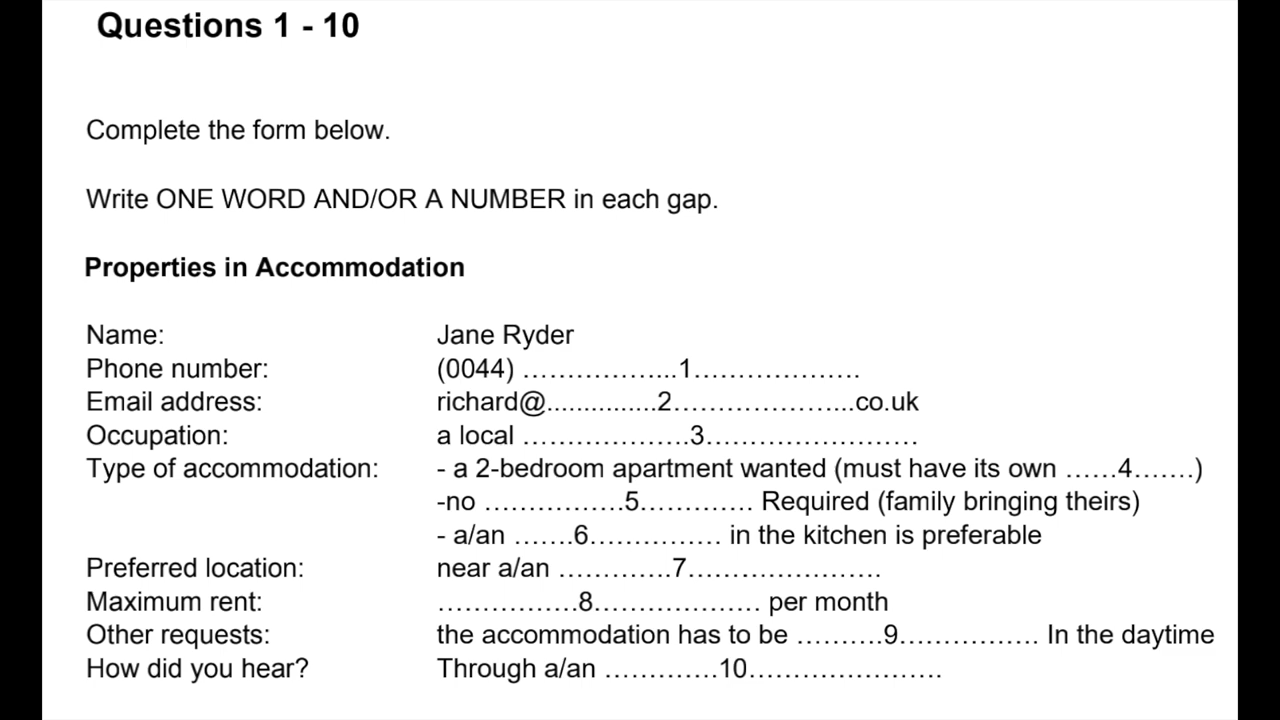 Questions 1 - 10
Complete the form below.
Write ONE WORD AND/OR A NUMBER in each gap.
Properties in Accommodation
Name: Jane Ryder
Phone number: (0044) ………………...1……………….
Email address: richard@...............2………………...co.uk
Occupation: a local ……………….3……………………
Type of accommodation: - a 2-bedroom apartment wanted (must have its own ……4…….)
-no ……………5…………. Required (family bringing theirs)
- a/an …….6…………… in the kitchen is preferable
Preferred location: near a/an ………….7………………….
Maximum rent: …………….8………………. per month
Other requests: the accommodation has to be ……….9……………. In the daytime
How did you hear? Through a/an ………….10………………….